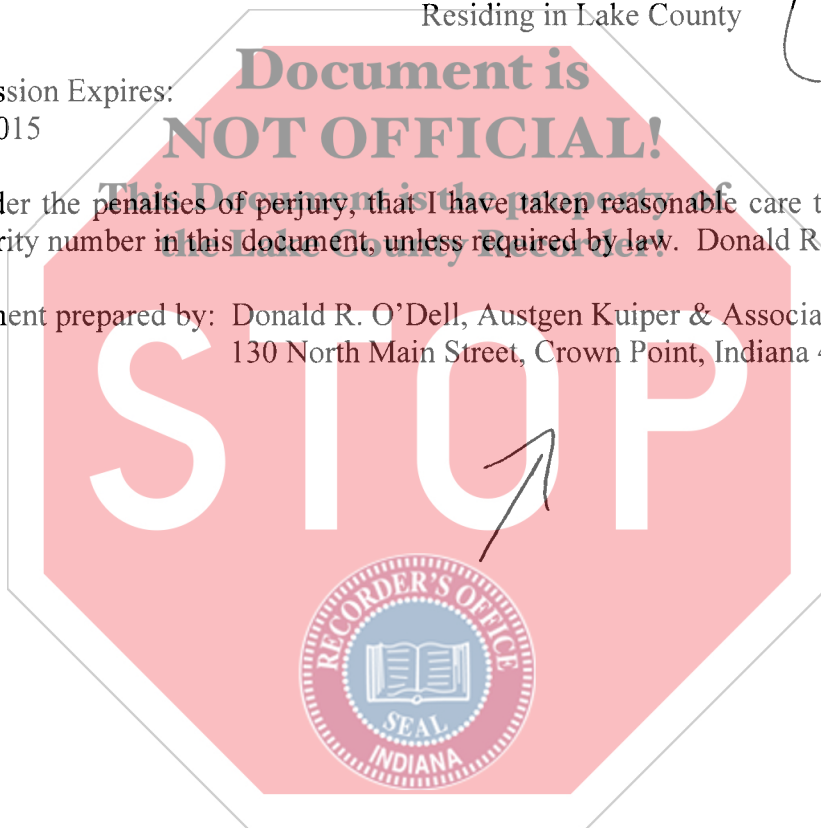 Residing in Lake County
Document is
ssion Expires:
015
NOT OFFICIAL!
This Document is the property of
der the penalties of perjury, that I have taken reasonable care t
the Lake County Recorder!
rity number in this document, unless required by law. Donald R
nent prepared by: Donald R. O'Dell, Austgen Kuiper & Associa
130 North Main Street, Crown Point, Indiana 4
STOP
RECORDER'S OFFICE
SEAL
INDIANA